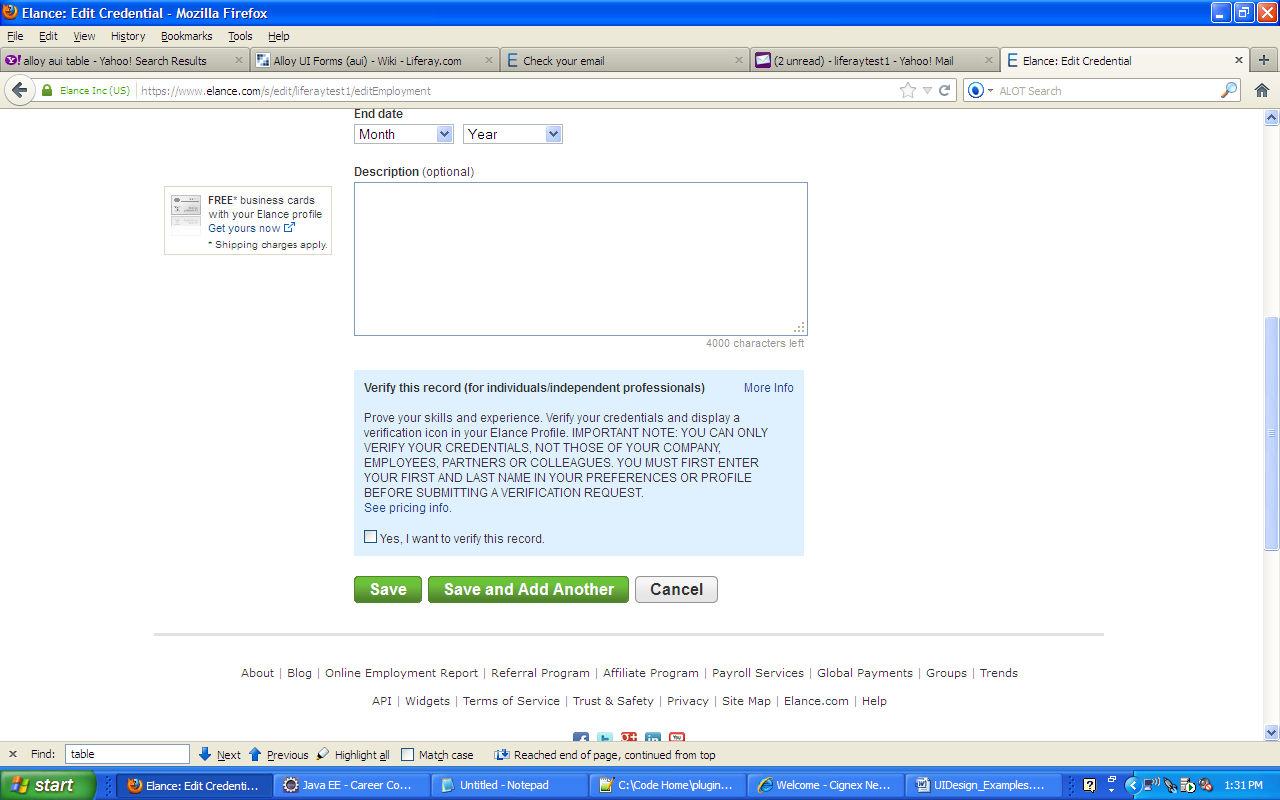 Elance: Edit Credential - Mozilla Firefox
File Edit View History Bookmarks Tools Help
alloy aui table - Yahoo! Search Results
Alloy UI Forms (aui) - Wiki - Liferay.com
Check your email
(2 unread) - liferaytest1 - Yahoo! Mail
Elance: Edit Credential
Elance Inc (US) https://www.elance.com/s/edit/liferaytest1/editEmployment
ALOT Search
End date
Month Year
Description (optional)
FREE* business cards
with your Elance profile
Get yours now
* Shipping charges apply.
4000 characters left
Verify this record (for individuals/independent professionals) More Info
Prove your skills and experience. Verify your credentials and display a
verification icon in your Elance Profile. IMPORTANT NOTE: YOU CAN ONLY
VERIFY YOUR CREDENTIALS, NOT THOSE OF YOUR COMPANY,
EMPLOYEES, PARTNERS OR COLLEAGUES. YOU MUST FIRST ENTER
YOUR FIRST AND LAST NAME IN YOUR PREFERENCES OR PROFILE
BEFORE SUBMITTING A VERIFICATION REQUEST.
See pricing info.
Yes, I want to verify this record.
Save Save and Add Another Cancel
About | Blog | Online Employment Report | Referral Program | Affiliate Program | Payroll Services | Global Payments | Groups | Trends
API | Widgets | Terms of Service | Trust & Safety | Privacy | Site Map | Elance.com | Help
Find: table Next Previous Highlight all Match case Reached end of page, continued from top
start Elance: Edit Credenti... Java EE - Career Co... Untitled - Notepad C:\Code Home\plugin... Welcome - Cignex Ne... UIDesign_Examples.... 1:31 PM